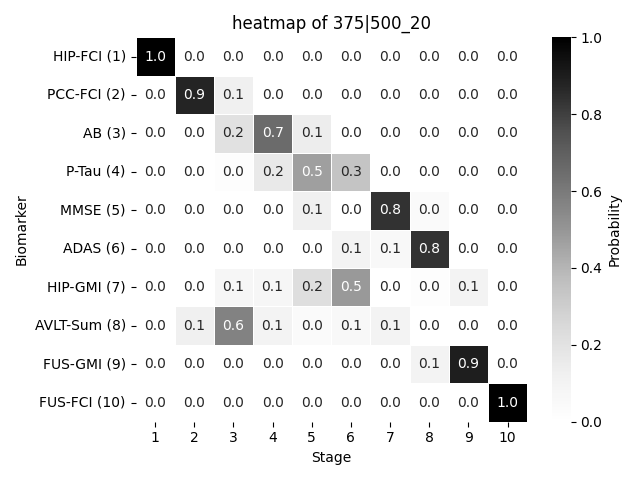 heatmap of 375|500_20
HIP-FCI (1) 1.0 0.0 0.0 0.0 0.0 0.0 0.0 0.0 0.0 0.0
PCC-FCI (2) 0.0 0.9 0.1 0.0 0.0 0.0 0.0 0.0 0.0 0.0
AB (3) 0.0 0.0 0.2 0.7 0.1 0.0 0.0 0.0 0.0 0.0
P-Tau (4) 0.0 0.0 0.0 0.2 0.5 0.3 0.0 0.0 0.0 0.0
MMSE (5) 0.0 0.0 0.0 0.0 0.1 0.0 0.8 0.0 0.0 0.0
ADAS (6) 0.0 0.0 0.0 0.0 0.0 0.1 0.1 0.8 0.0 0.0
HIP-GMI (7) 0.0 0.0 0.1 0.1 0.2 0.5 0.0 0.0 0.1 0.0
AVLT-Sum (8) 0.0 0.1 0.6 0.1 0.0 0.1 0.1 0.0 0.0 0.0
FUS-GMI (9) 0.0 0.0 0.0 0.0 0.0 0.0 0.0 0.1 0.9 0.0
FUS-FCI (10) 0.0 0.0 0.0 0.0 0.0 0.0 0.0 0.0 0.0 1.0
1 2 3 4 5 6 7 8 9 10
Stage
Biomarker
1.0
0.8
0.6
0.4
0.2
0.0
Probability